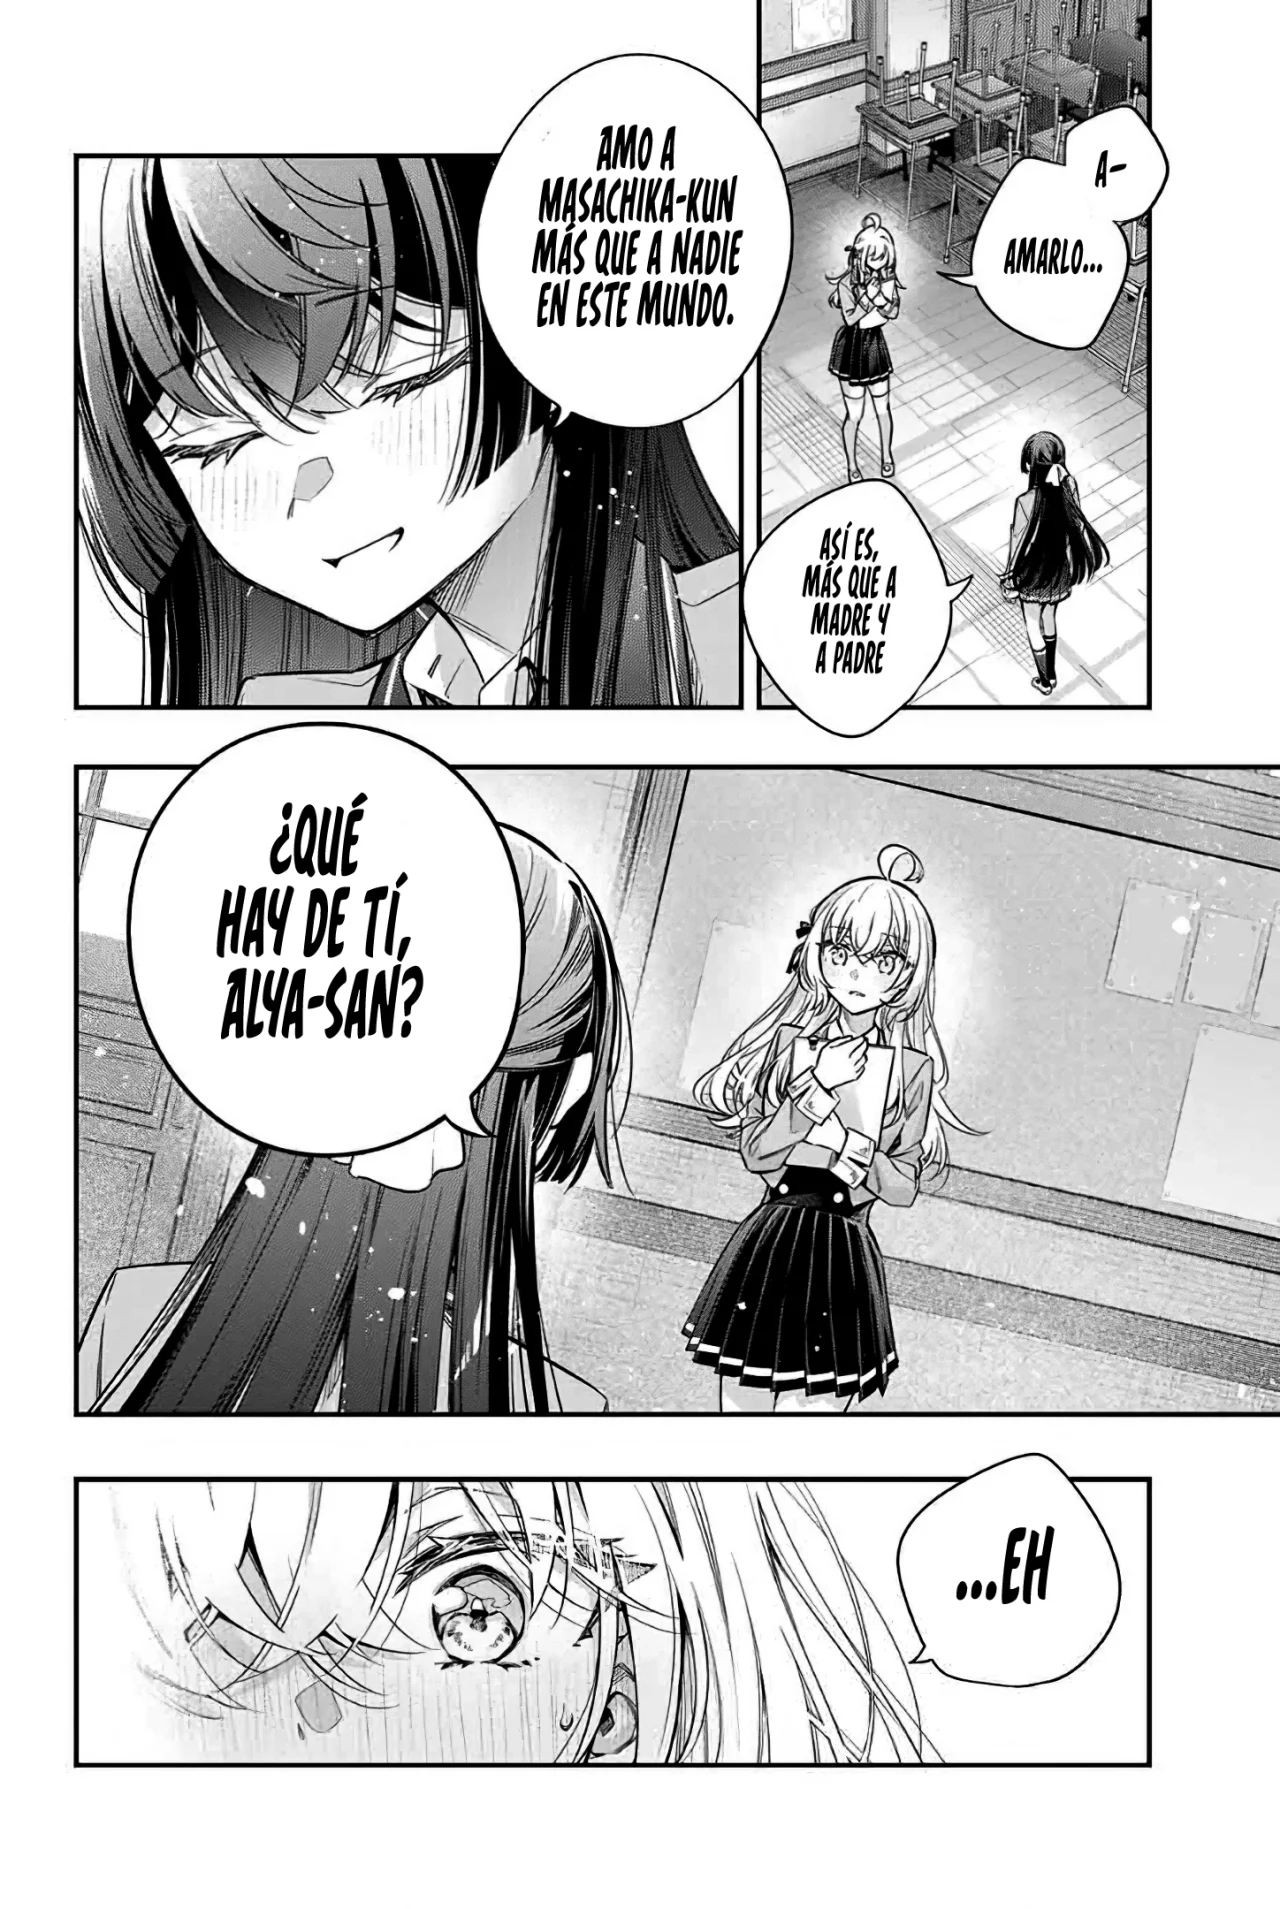 A-
AMARLO...
ASÍ ES,
MÁS QUE A
MADRE Y
A PADRE
AMO A
MASACHIKA-KUN
MÁS QUE A NADIE
EN ESTE MUNDO.
¿QUÉ
HAY DE TÍ,
ALYA-SAN?
...EH